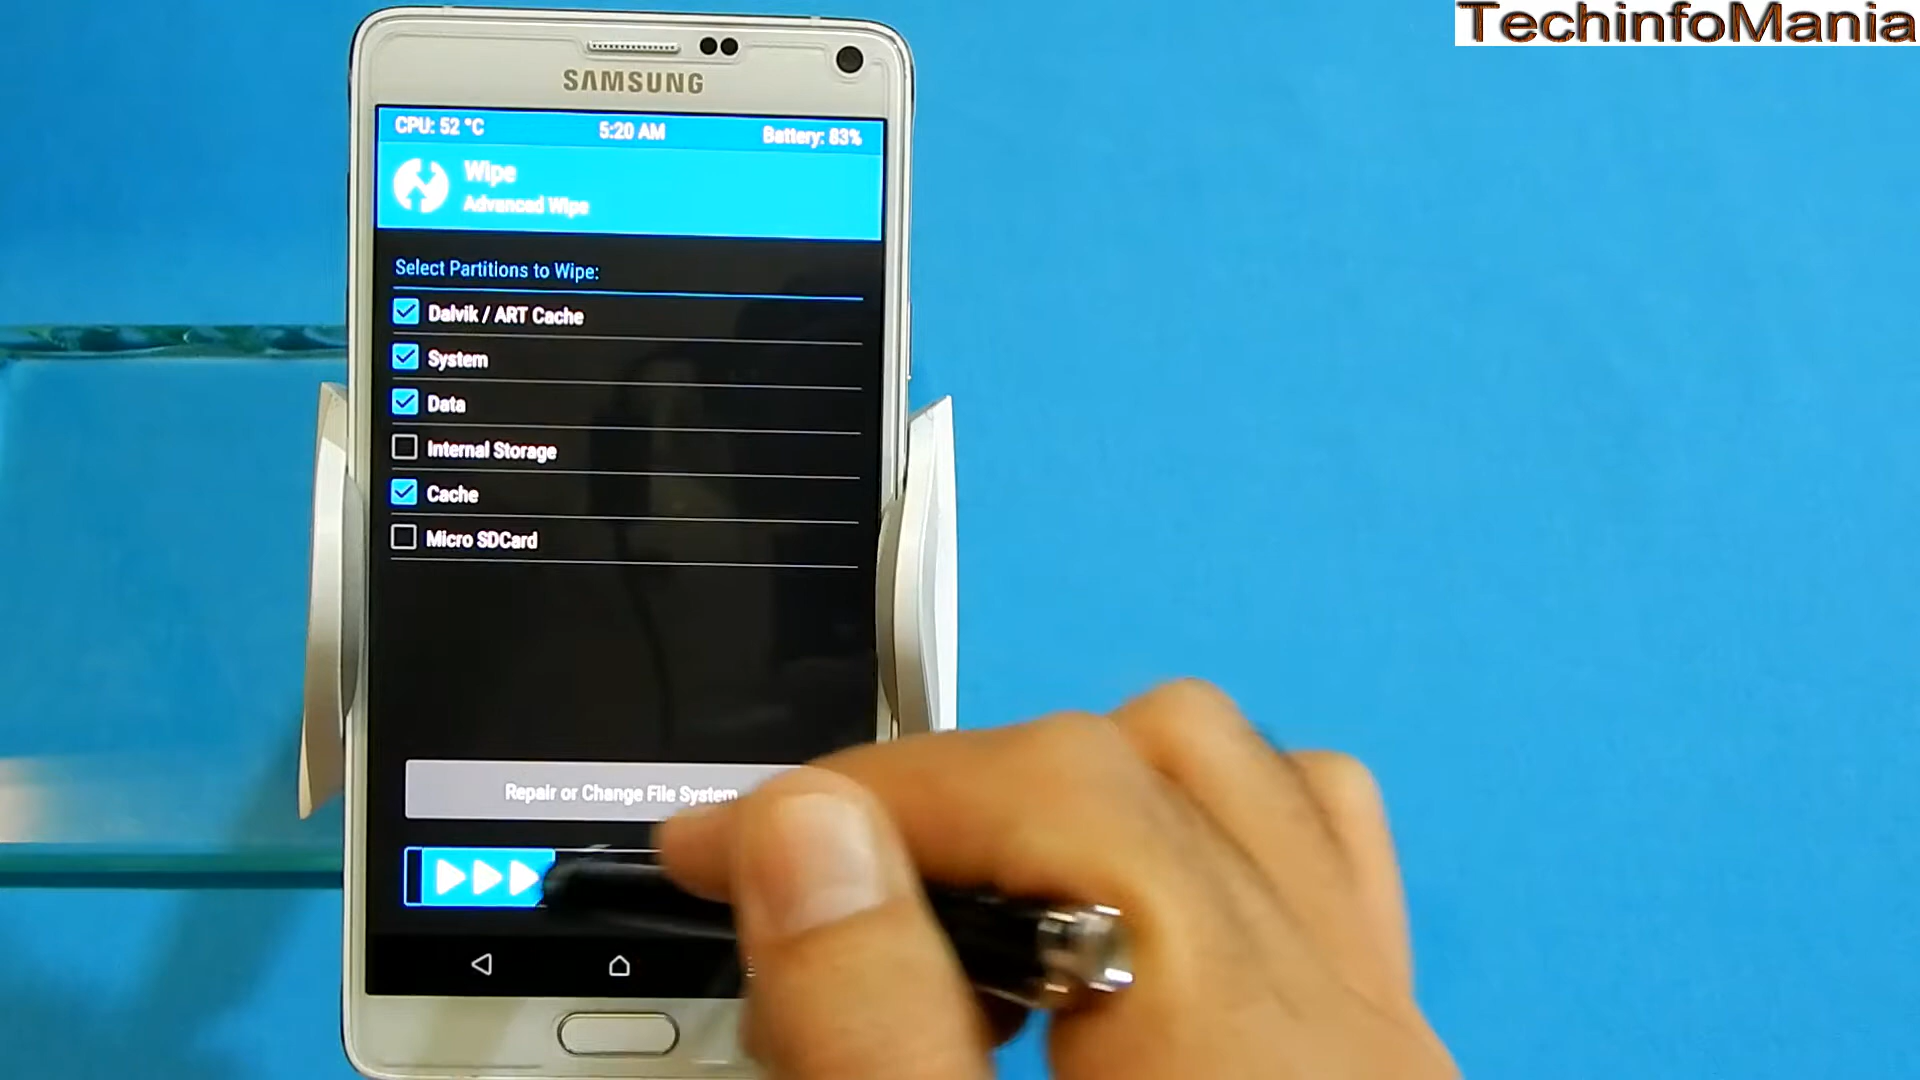 TechinfoMania
SAMSUNG
CPU: 52 °C 5:20 AM Battery: 83%
Wipe
Advanced Wipe
Select Partitions to Wipe:
Dalvik / ART Cache
System
Data
Internal Storage
Cache
Micro SDCard
Repair or Change File System